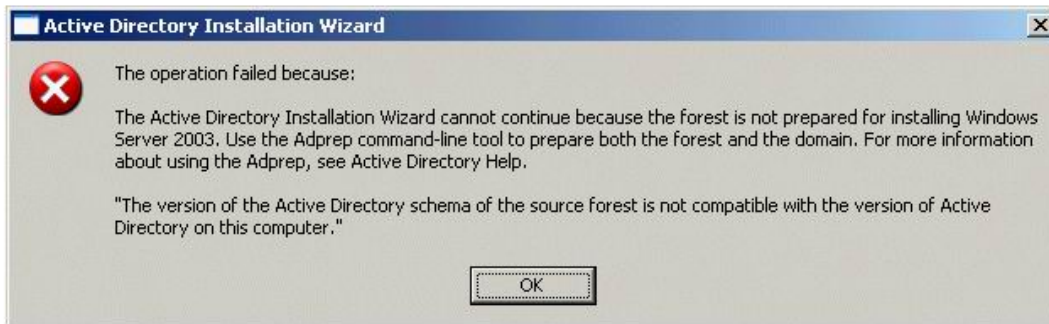 Active Directory Installation Wizard
The operation failed because:
The Active Directory Installation Wizard cannot continue because the forest is not prepared for installing Windows
Server 2003. Use the Adprep command-line tool to prepare both the forest and the domain. For more information
about using the Adprep, see Active Directory Help.
"The version of the Active Directory schema of the source forest is not compatible with the version of Active
Directory on this computer."
OK